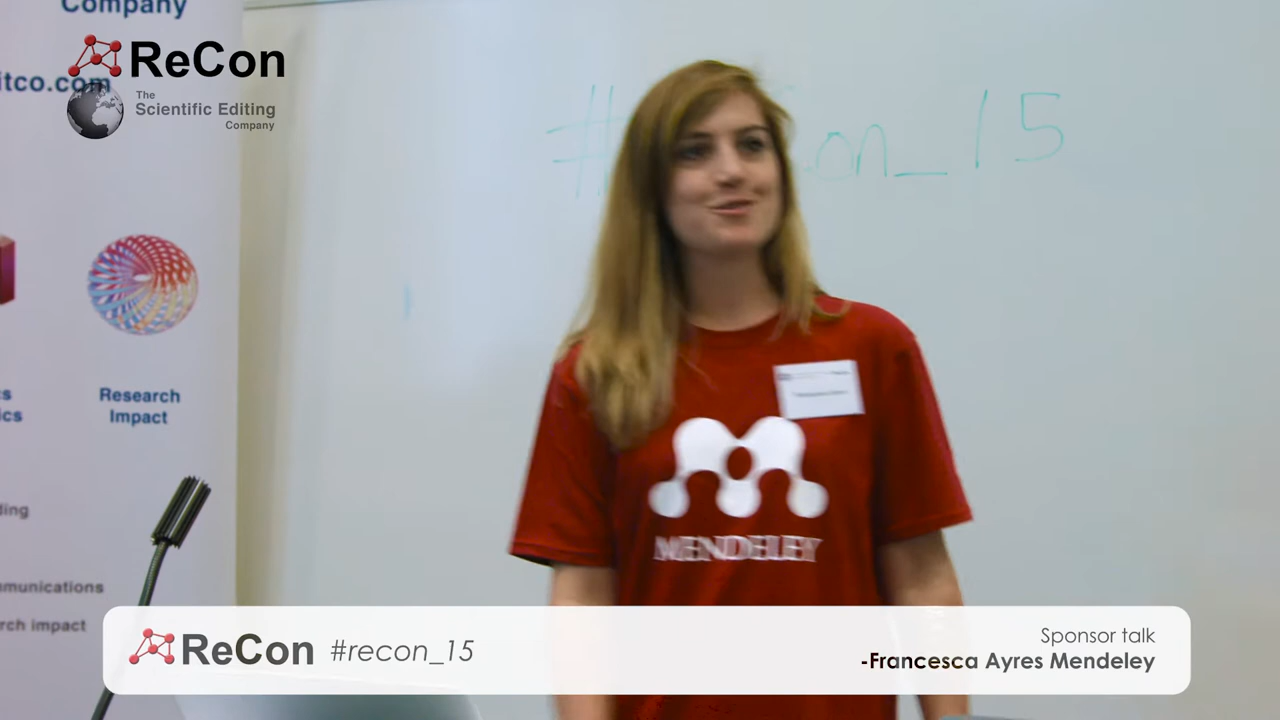 Company
ReCon
itco.com
The
Scientific Editing
Company
#
on_15
Research
Impact
s
ics
MENDELEY
ding
mmunications
rch impact
ReCon #recon_15
Sponsor talk
-Francesca Ayres Mendeley